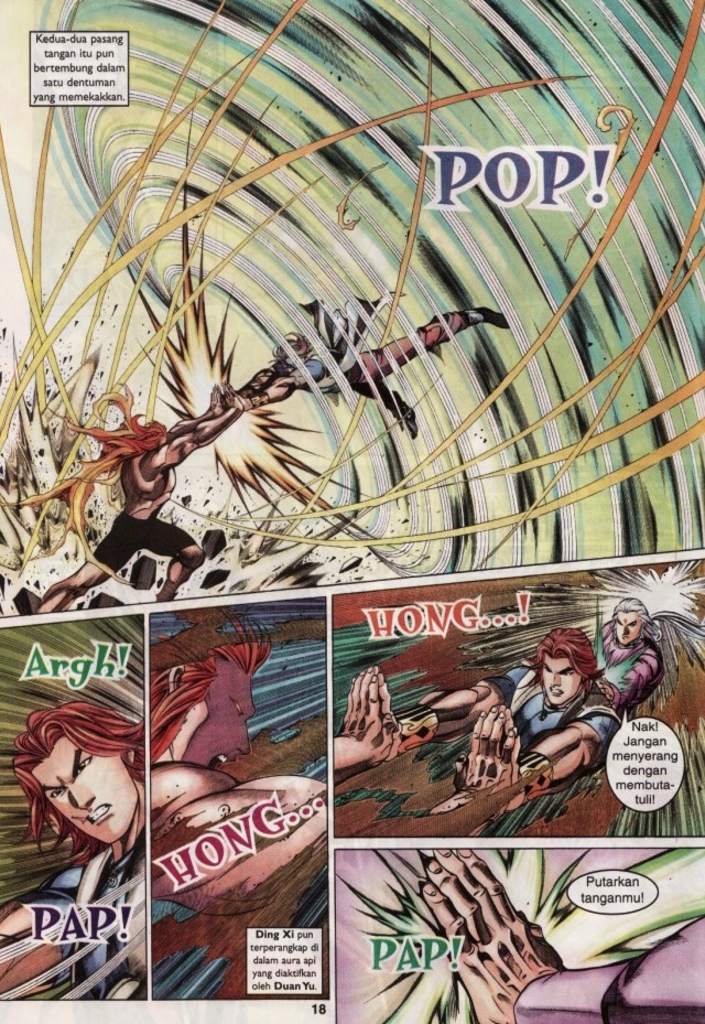 Kedua-dua pasang
tangan itu pun
bertembung dalam
satu dentuman
yang memekakkan.
POP!
Argh!
PAP!
HONG...
Ding Xi pun
terperangkap di
dalam aura api
yang diaktifkan
oleh Duan Yu.
HONG...!
Nak!
Jangan
menyerang
dengan
membuta-
tuli!
Putarkan
tanganmu!
PAP!
18